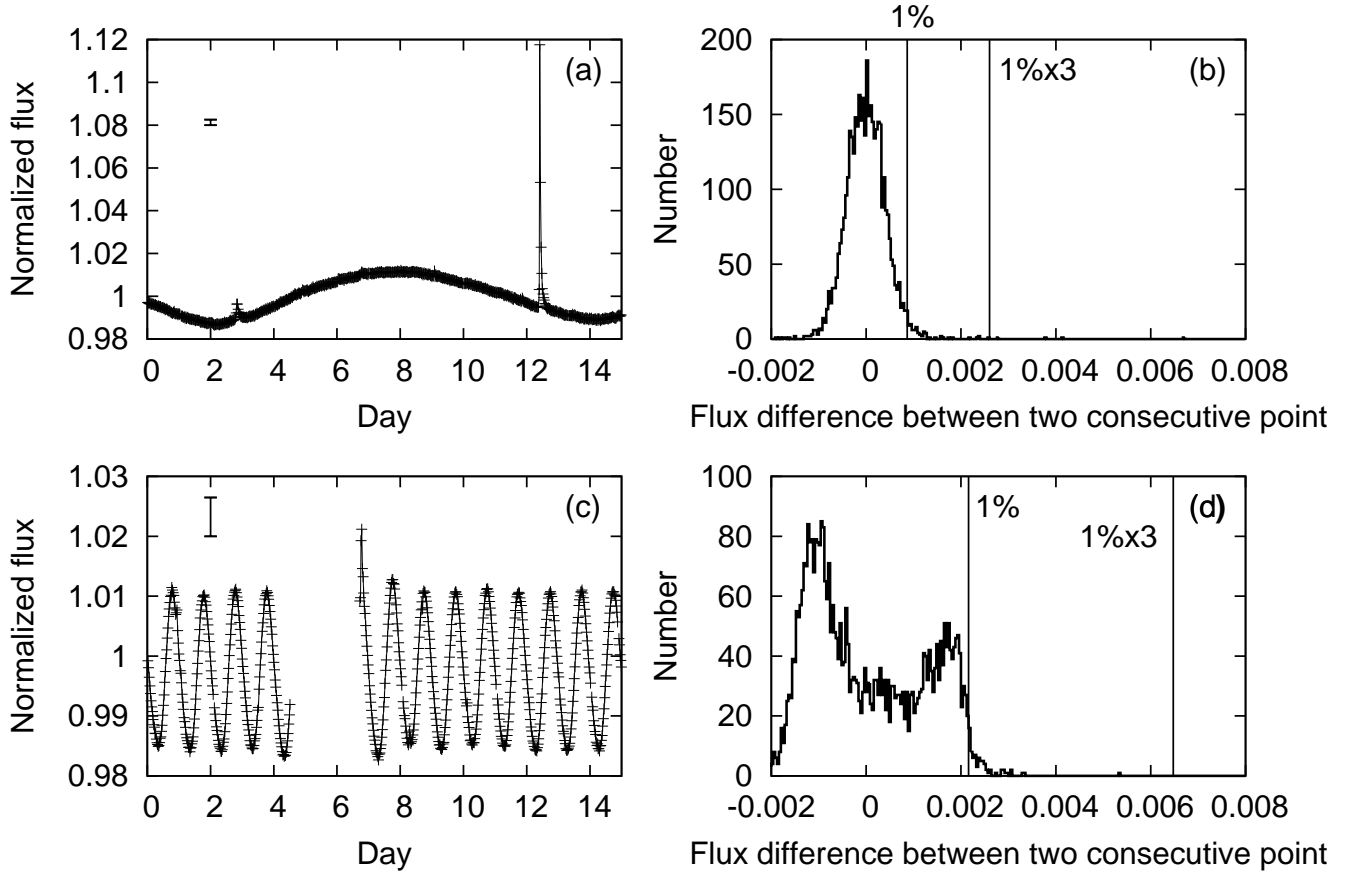 (a)
Normalized flux
1.12
1.1
1.08
1.06
1.04
1.02
1
0.98
0 2 4 6 8 10 12 14
Day
1%
1%x3
(b)
Number
200
150
100
50
0
-0.002 0 0.002 0.004 0.006 0.008
Flux difference between two consecutive point
(c)
Normalized flux
1.03
1.02
1.01
1
0.99
0.98
0 2 4 6 8 10 12 14
Day
1%
1%x3
(d)
Number
100
80
60
40
20
0
-0.002 0 0.002 0.004 0.006 0.008
Flux difference between two consecutive point